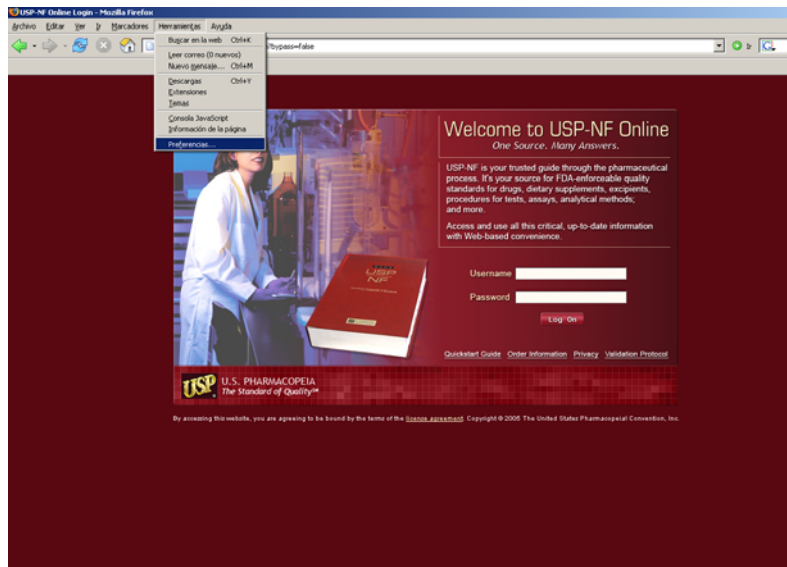 USP-NF Online Login - Mozilla Firefox
Archivo Editar Ver Ir Marcadores Herramientas Ayuda
Buscar en la web Ctrl+K
Leer correo (0 nuevos)
Nuevo mensaje... Ctrl+M
Descargas Ctrl+Y
Extensiones
Temas
Consola JavaScript
Información de la página
Preferencias...
?bypass=false
Ir
G
Welcome to USP-NF Online
One Source. Many Answers.
USP-NF is your trusted guide through the pharmaceutical
process. It's your source for FDA-enforceable quality
standards for drugs, dietary supplements, excipients,
procedures for tests, assays, analytical methods;
and more.
Access and use all this critical, up-to-date information
with Web-based convenience.
USP
NF
Username
Password
Log On
Quickstart Guide Order Information Privacy Validation Protocol
USP U.S. PHARMACOPEIA
The Standard of Quality℠
By accessing this website, you are agreeing to be bound by the terms of the license agreement. Copyright © 2005 The United States Pharmacopeial Convention, Inc.